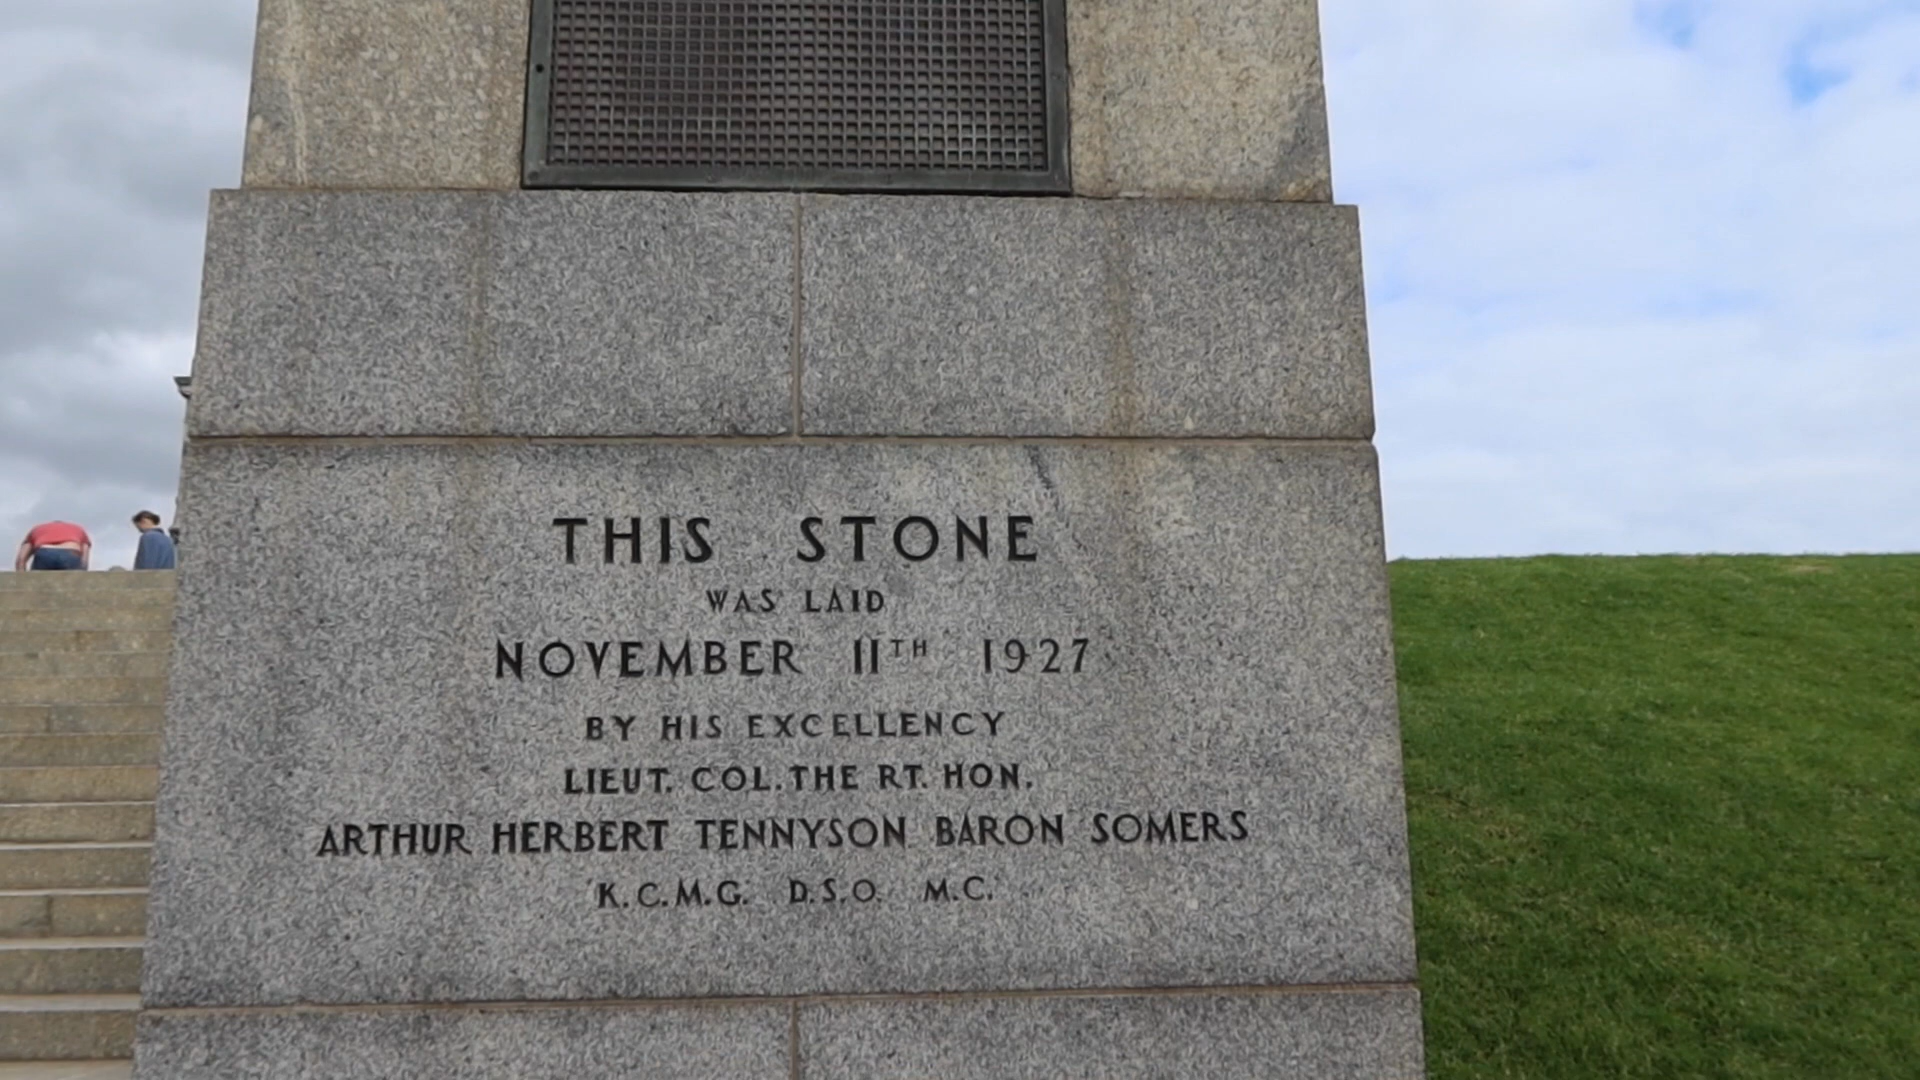 THIS STONE
WAS LAID
NOVEMBER 11TH 1927
BY HIS EXCELLENCY
LIEUT. COL. THE RT. HON.
ARTHUR HERBERT TENNYSON BARON SOMERS
K.C.M.G. D.S.O. M.C.